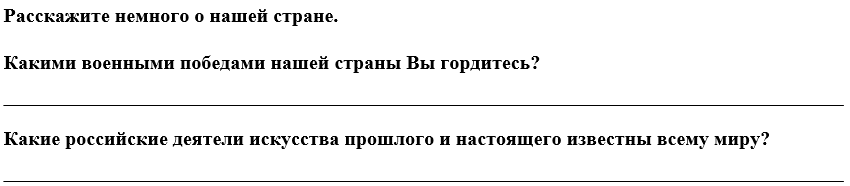 Расскажите немного о нашей стране.
Какими военными победами нашей страны Вы гордитесь?
Какие российские деятели искусства прошлого и настоящего известны всему миру?